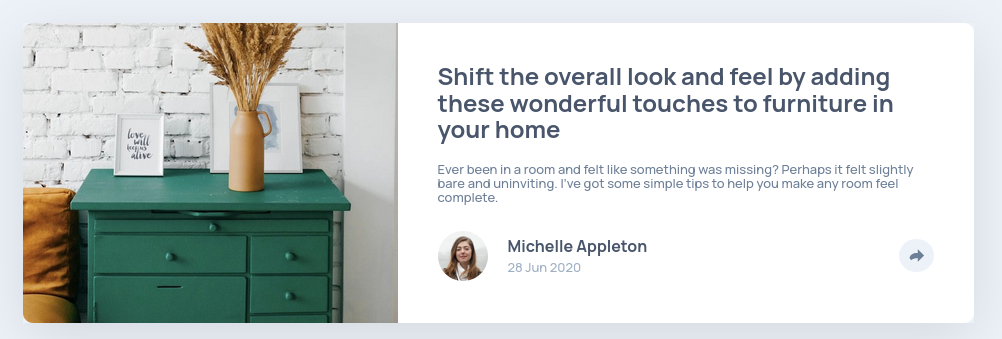 love
will
keep us
alive
Shift the overall look and feel by adding
these wonderful touches to furniture in
your home
Ever been in a room and felt like something was missing? Perhaps it felt slightly
bare and uninviting. I've got some simple tips to help you make any room feel
complete.
Michelle Appleton
28 Jun 2020